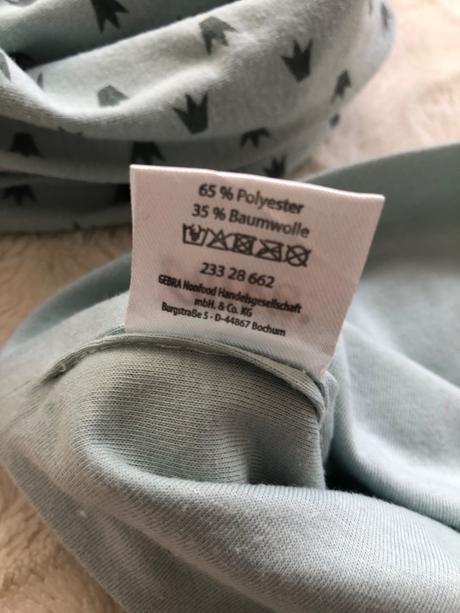 65 % Polyester
35 % Baumwolle
233 28 662
GEBRA Nonfood Handelsgesellschaft
mbH. & Co. KG
Burgstraße 5 · D-44867 Bochum